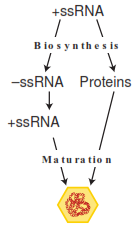 +ssRNA
Biosynthesis
–ssRNA Proteins
+ssRNA
Maturation